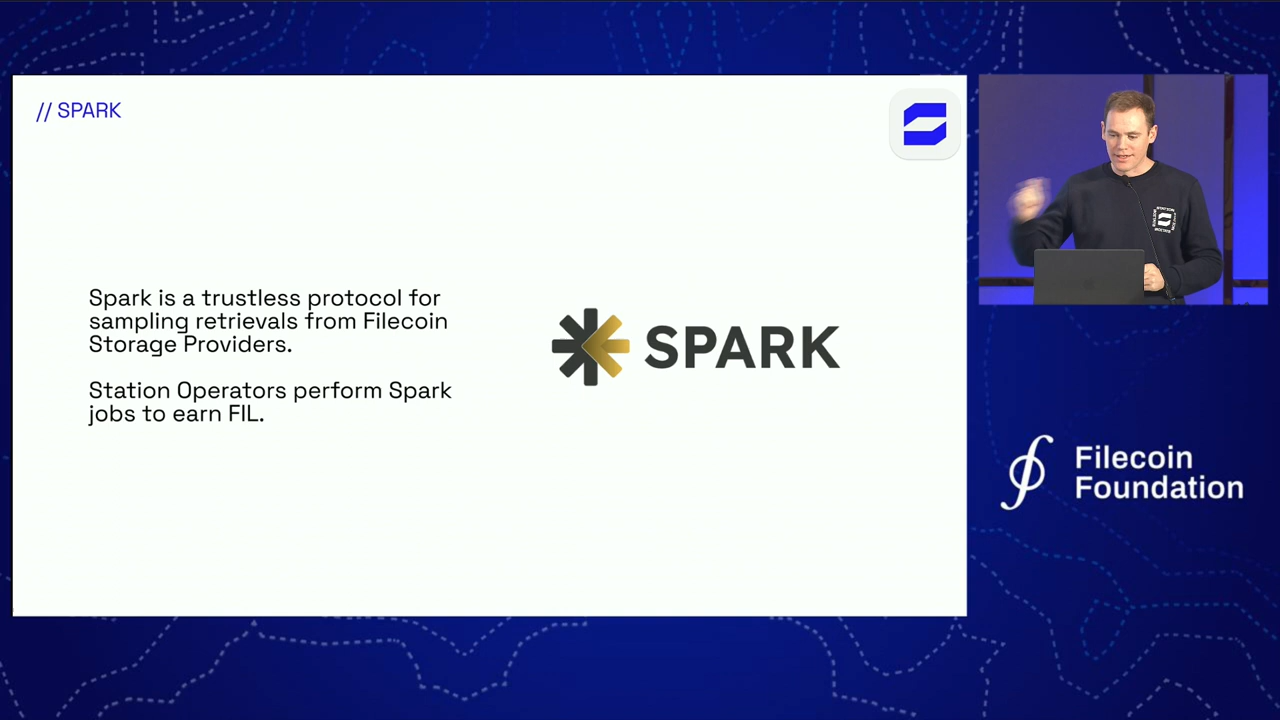 // SPARK
Spark is a trustless protocol for
sampling retrievals from Filecoin
Storage Providers.
Station Operators perform Spark
jobs to earn FIL.
SPARK
Filecoin
Foundation